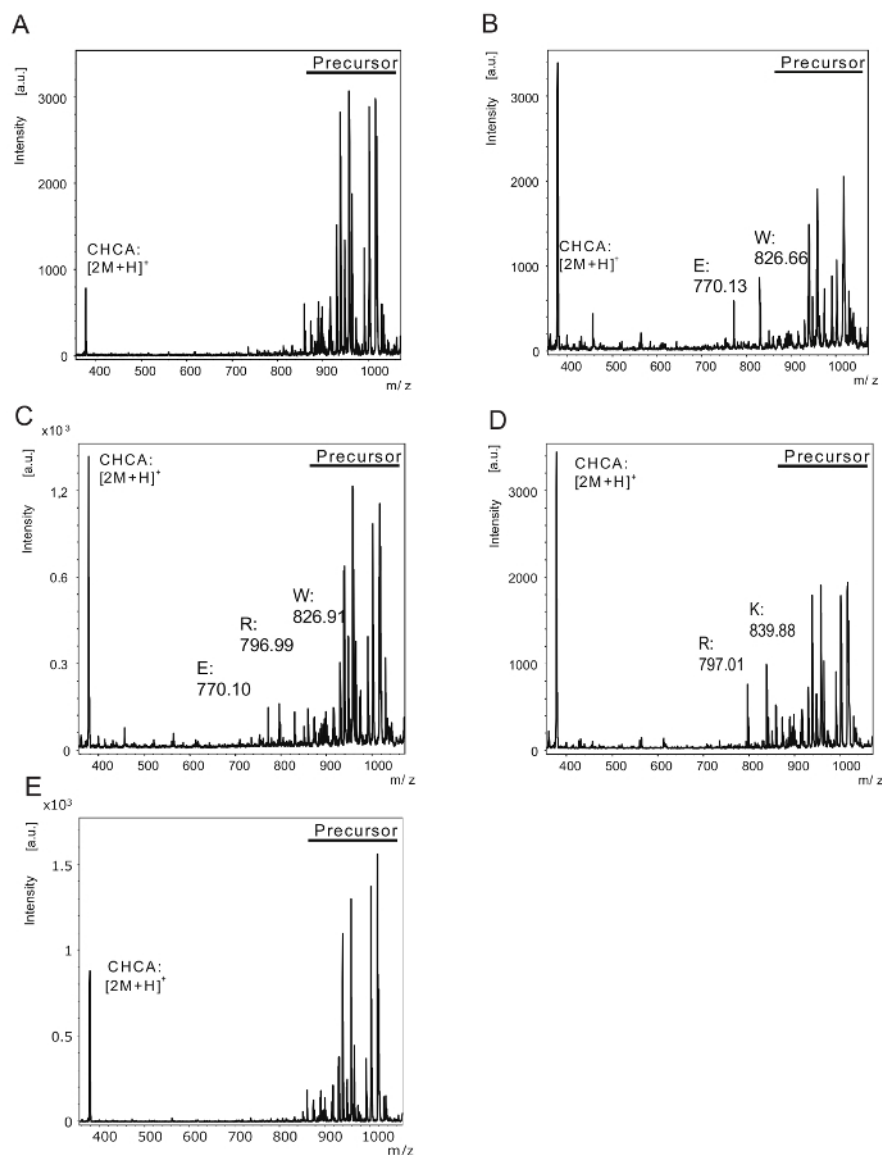 A
Intensity [a.u.]
3000
2000
1000
0
Precursor
CHCA:
[2M+H]+
400 500 600 700 800 900 1000
m/ z
B
Intensity [a.u.]
3000
2000
1000
0
Precursor
CHCA:
[2M+H]+
E:
770.13
W:
826.66
400 500 600 700 800 900 1000
m/ z
C
x10³
Intensity [a.u.]
1,2
0.6
0.3
0
Precursor
CHCA:
[2M+H]+
E:
770.10
R:
796.99
W:
826.91
400 500 600 700 800 900 1000
m/ z
D
Intensity [a.u.]
3000
2000
1000
0
Precursor
CHCA:
[2M+H]+
R:
797.01
K:
839.88
400 500 600 700 800 900 1000
m/ z
E
x10³
Intensity [a.u.]
1.5
1
0.5
0
Precursor
CHCA:
[2M+H]+
400 500 600 700 800 900 1000
m/ z